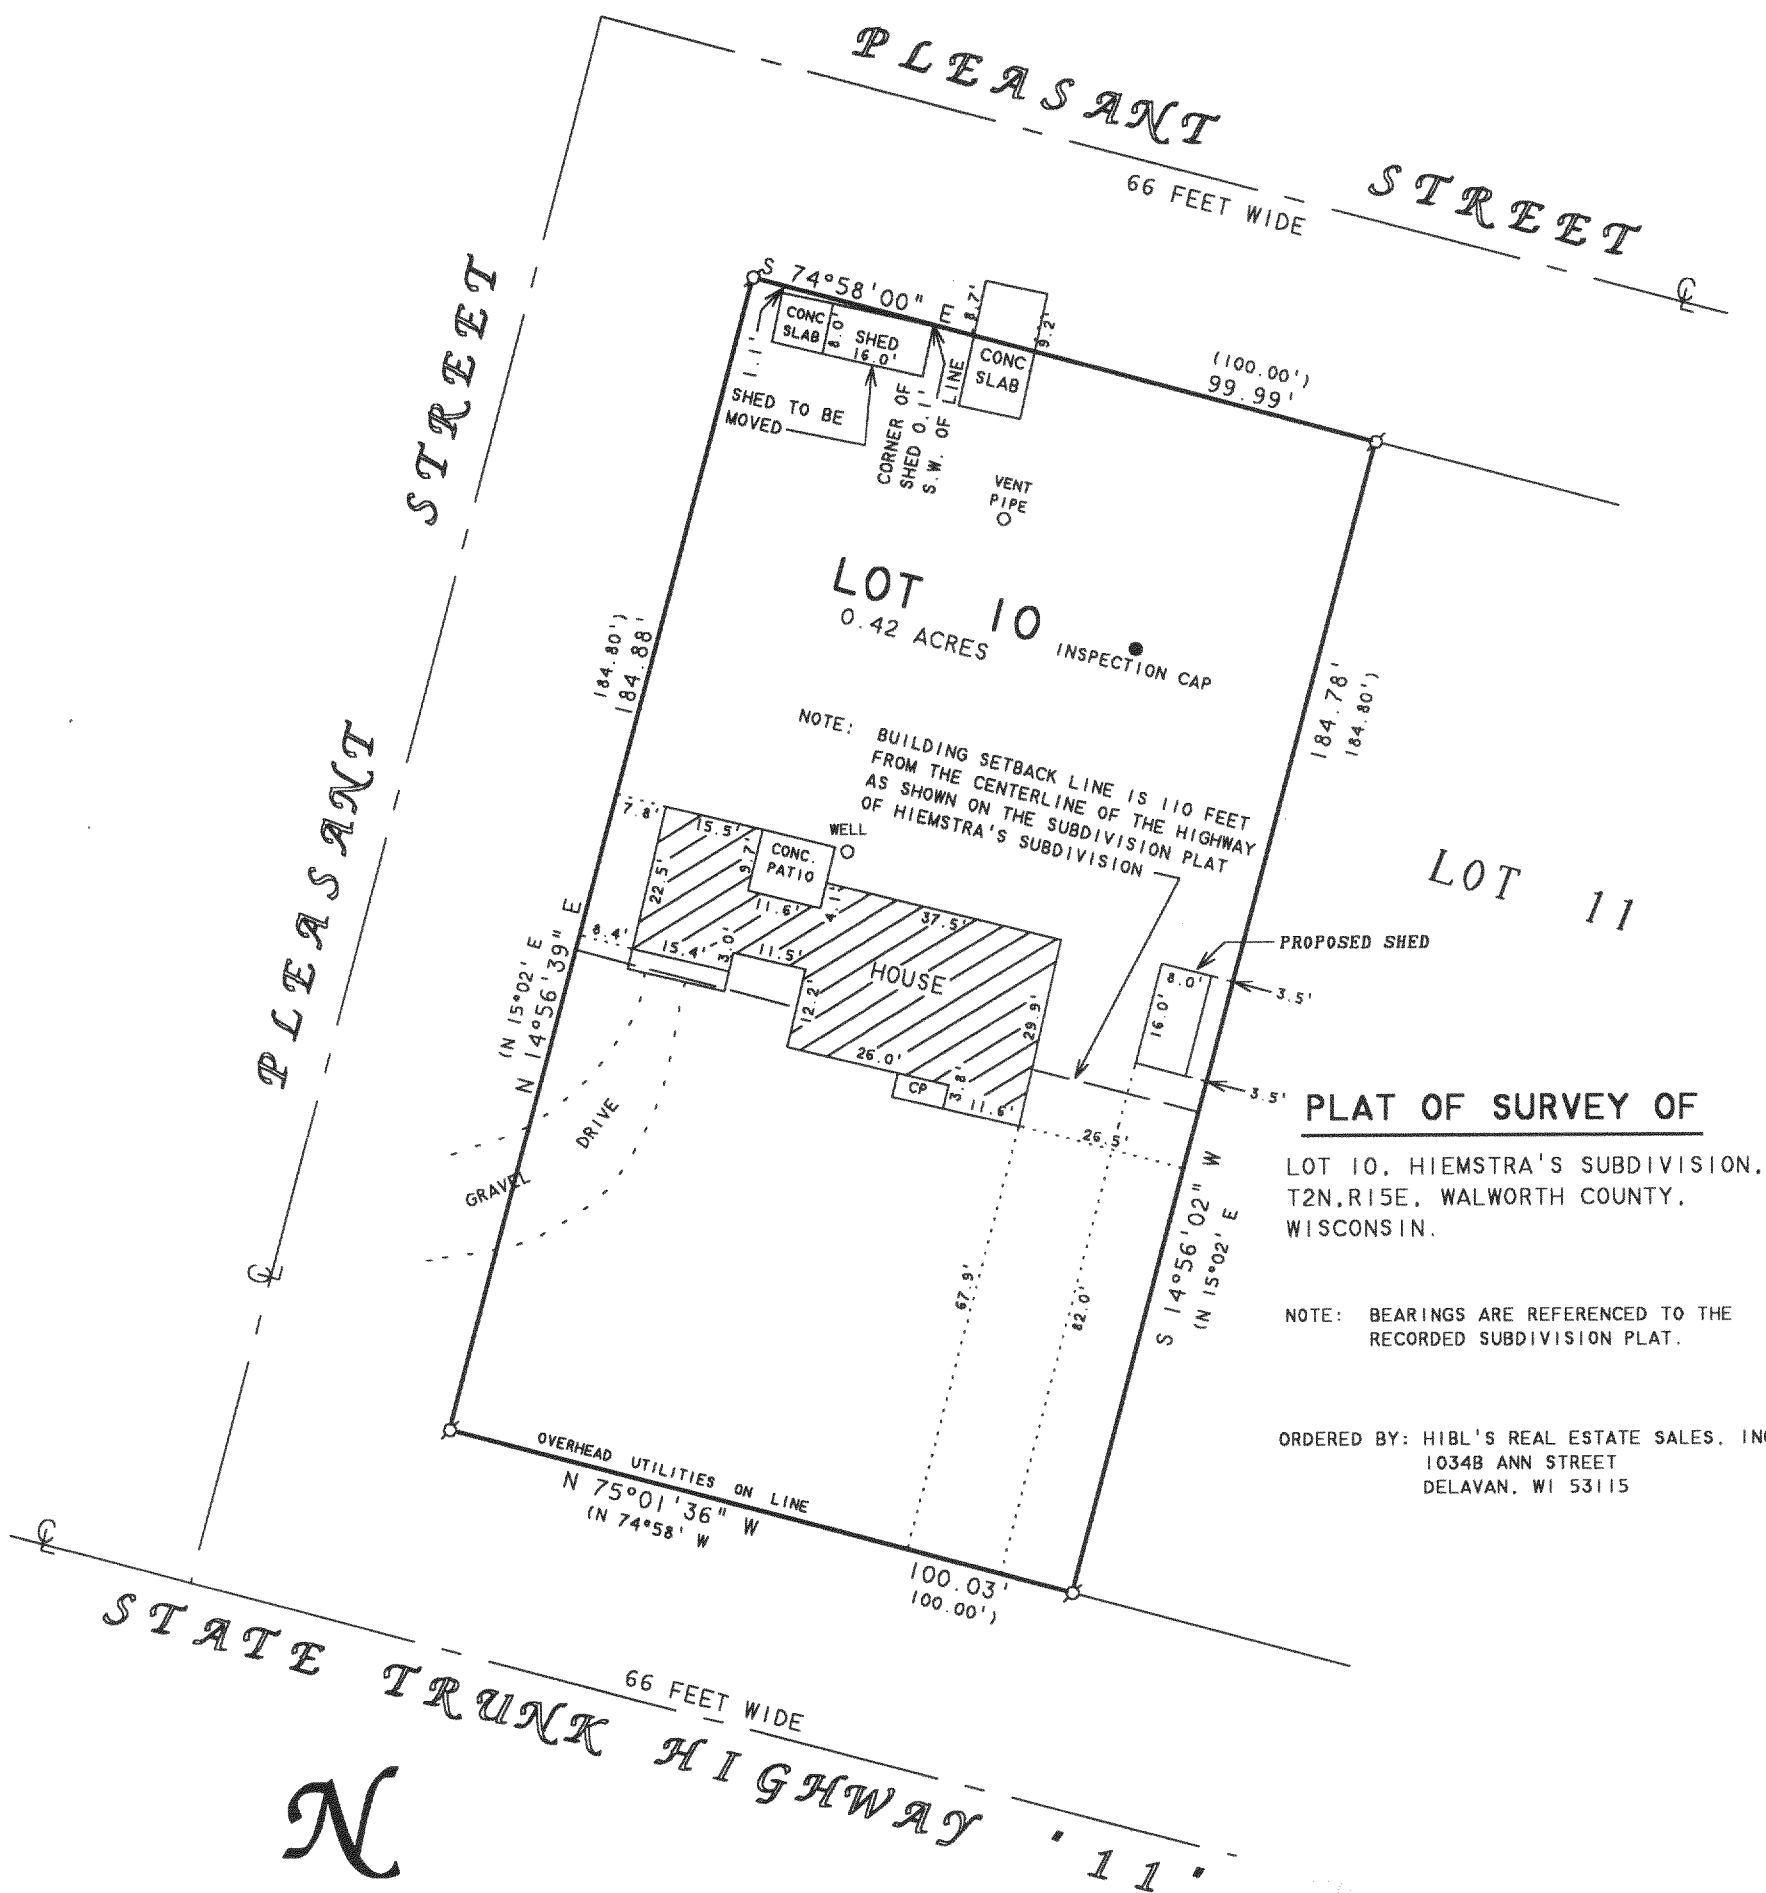 PLEASANT STREET
66 FEET WIDE
PLEASANT STREET
S 74°58'00" E
(100.00')
99.99'
CONC
SLAB
8.0'
SHED
16.0'
1.1'
SHED TO BE
MOVED
CORNER OF
SHED 0.1'
S.W. OF LINE
8.7'
9.2'
CONC
SLAB
VENT
PIPE
LOT 10
0.42 ACRES
INSPECTION CAP
(184.80')
184.88'
184.78'
184.80')
NOTE: BUILDING SETBACK LINE IS 110 FEET
FROM THE CENTERLINE OF THE HIGHWAY
AS SHOWN ON THE SUBDIVISION PLAT
OF HIEMSTRA'S SUBDIVISION
LOT 11
7.8'
15.5'
WELL
CONC.
PATIO
9.7'
22.5'
11.6'
4.1'
37.5'
8.4'
15.4'
3.0'
11.5'
HOUSE
12.2'
29.9'
26.0'
CP
3.8'
11.6'
PROPOSED SHED
8.0'
16.0'
3.5'
3.5'
26.5'
(N 15°02' E
N 14°56'39" E
GRAVEL DRIVE
67.9'
82.0'
S 14°56'02" W
(N 15°02' E
PLAT OF SURVEY OF
LOT 10, HIEMSTRA'S SUBDIVISION,
T2N,R15E, WALWORTH COUNTY,
WISCONSIN.
NOTE: BEARINGS ARE REFERENCED TO THE
RECORDED SUBDIVISION PLAT.
ORDERED BY: HIBL'S REAL ESTATE SALES, INC
1034B ANN STREET
DELAVAN, WI 53115
OVERHEAD UTILITIES ON LINE
N 75°01'36" W
(N 74°58' W
100.03'
100.00')
66 FEET WIDE
STATE TRUNK HIGHWAY "11"
N